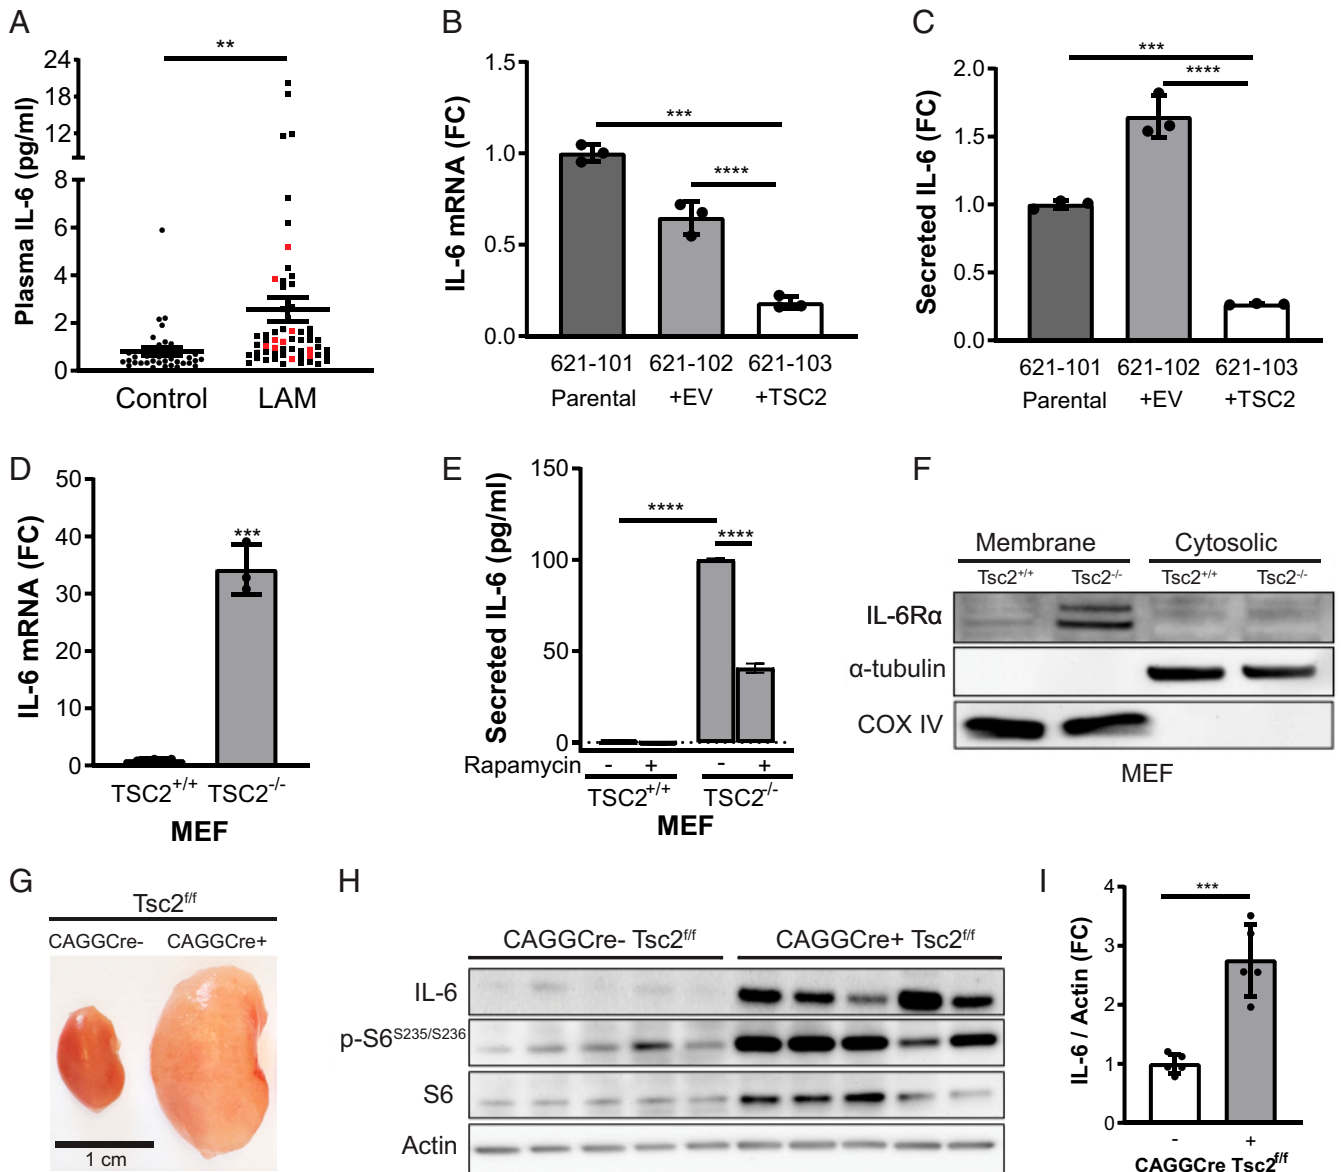 A
Plasma IL-6 (pg/ml)
24
18
12
8
6
4
2
0
**
Control
LAM
B
IL-6 mRNA (FC)
1.5
1.0
0.5
0.0
***
****
621-101 621-102 621-103
Parental +EV +TSC2
C
Secreted IL-6 (FC)
2.0
1.5
1.0
0.5
0.0
***
****
621-101 621-102 621-103
Parental +EV +TSC2
D
IL-6 mRNA (FC)
50
40
30
20
10
0
***
TSC2+/+ TSC2-/-
MEF
E
Secreted IL-6 (pg/ml)
150
100
50
0
****
****
Rapamycin - + - +
TSC2+/+ TSC2-/-
MEF
F
Membrane Cytosolic
Tsc2+/+ Tsc2-/- Tsc2+/+ Tsc2-/-
IL-6Rα
α-tubulin
COX IV
MEF
G
Tsc2f/f
CAGGCre- CAGGCre+
1 cm
H
CAGGCre- Tsc2f/f CAGGCre+ Tsc2f/f
IL-6
p-S6S235/S236
S6
Actin
I
IL-6 / Actin (FC)
4
3
2
1
0
***
- +
CAGGCre Tsc2f/f